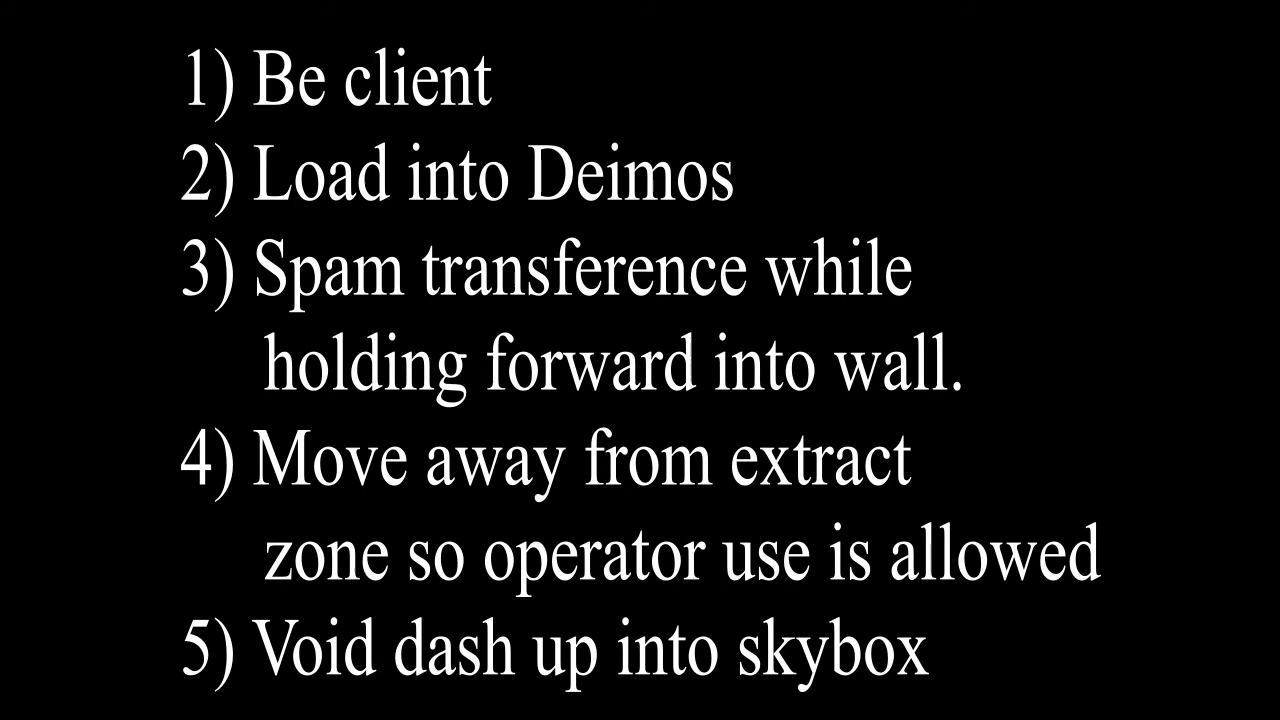 1) Be client
2) Load into Deimos
3) Spam transference while
holding forward into wall.
4) Move away from extract
zone so operator use is allowed
5) Void dash up into skybox